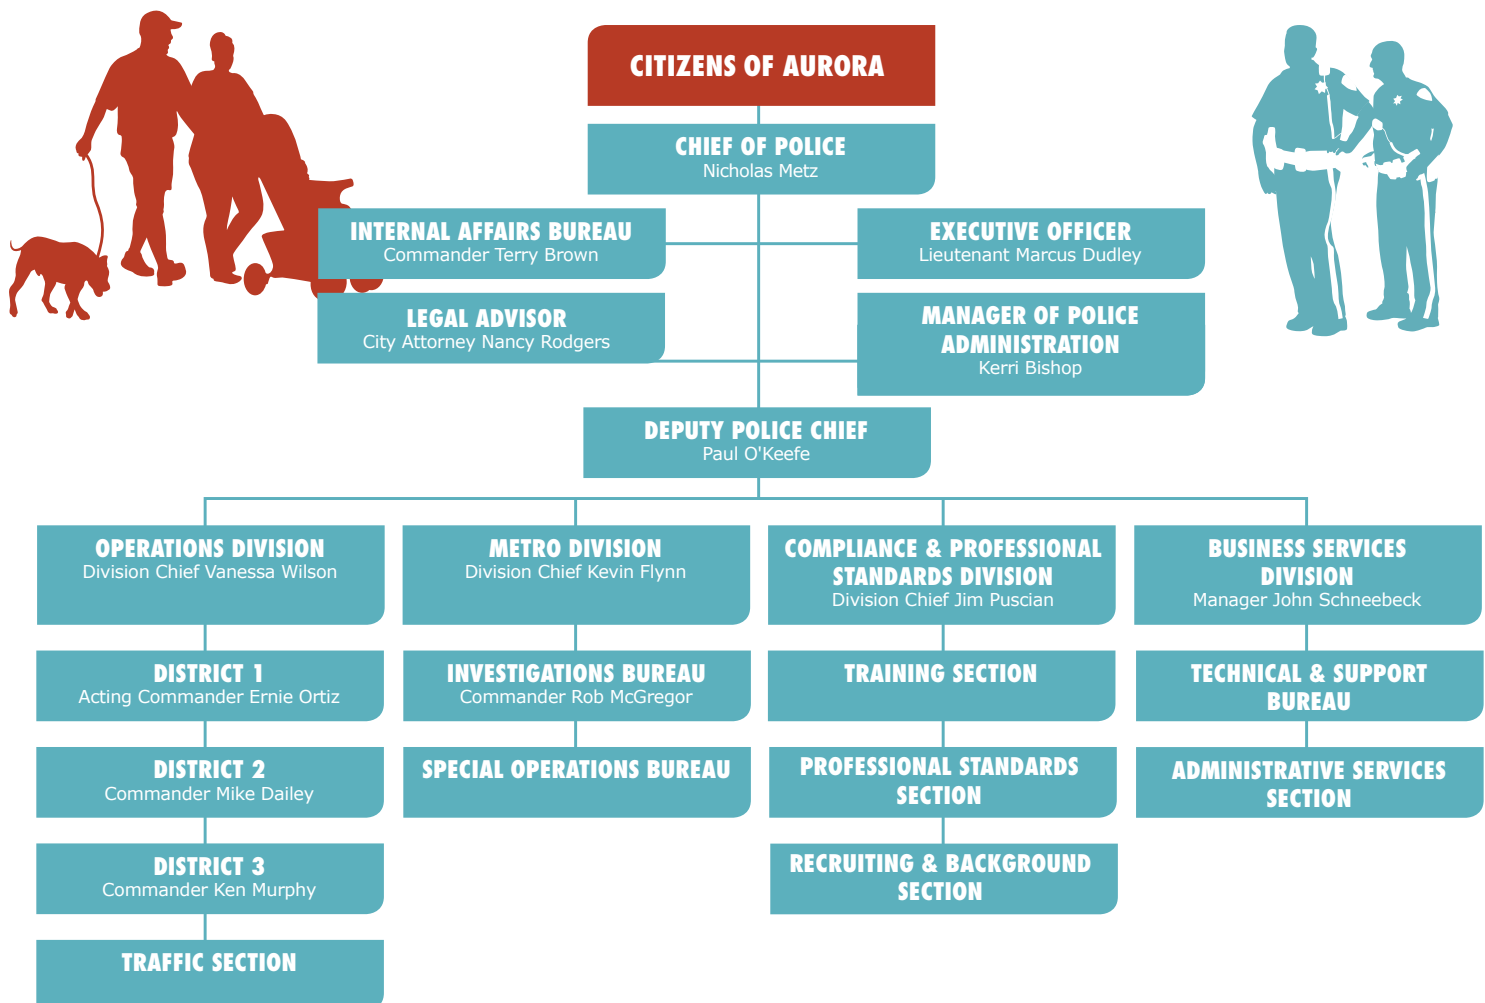 CITIZENS OF AURORA
CHIEF OF POLICE
Nicholas Metz
INTERNAL AFFAIRS BUREAU
Commander Terry Brown
EXECUTIVE OFFICER
Lieutenant Marcus Dudley
LEGAL ADVISOR
City Attorney Nancy Rodgers
MANAGER OF POLICE
ADMINISTRATION
Kerri Bishop
DEPUTY POLICE CHIEF
Paul O'Keefe
OPERATIONS DIVISION
Division Chief Vanessa Wilson
METRO DIVISION
Division Chief Kevin Flynn
COMPLIANCE & PROFESSIONAL
STANDARDS DIVISION
Division Chief Jim Puscian
BUSINESS SERVICES
DIVISION
Manager John Schneebeck
DISTRICT 1
Acting Commander Ernie Ortiz
INVESTIGATIONS BUREAU
Commander Rob McGregor
TRAINING SECTION
TECHNICAL & SUPPORT
BUREAU
DISTRICT 2
Commander Mike Dailey
SPECIAL OPERATIONS BUREAU
PROFESSIONAL STANDARDS
SECTION
ADMINISTRATIVE SERVICES
SECTION
DISTRICT 3
Commander Ken Murphy
RECRUITING & BACKGROUND
SECTION
TRAFFIC SECTION